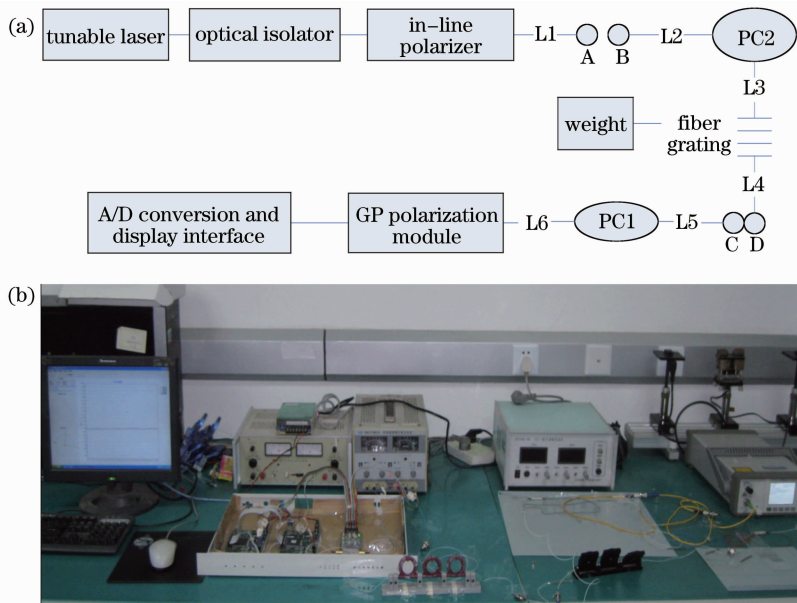 (a)
tunable laser
optical isolator
in-line
polarizer
L1
A
B
L2
PC2
L3
weight
fiber
grating
L4
A/D conversion and
display interface
GP polarization
module
L6
PC1
L5
C
D
(b)